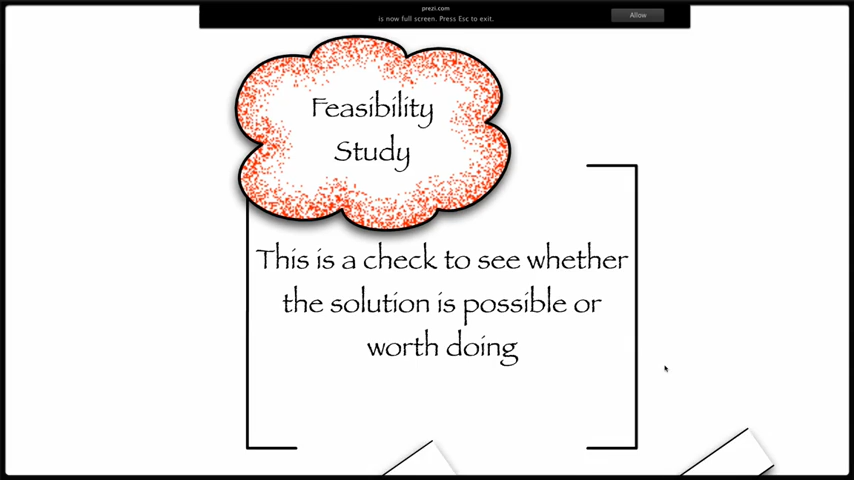 prezi.com
is now full screen. Press Esc to exit.
Allow
Feasibility
Study
This is a check to see whether
the solution is possible or
worth doing